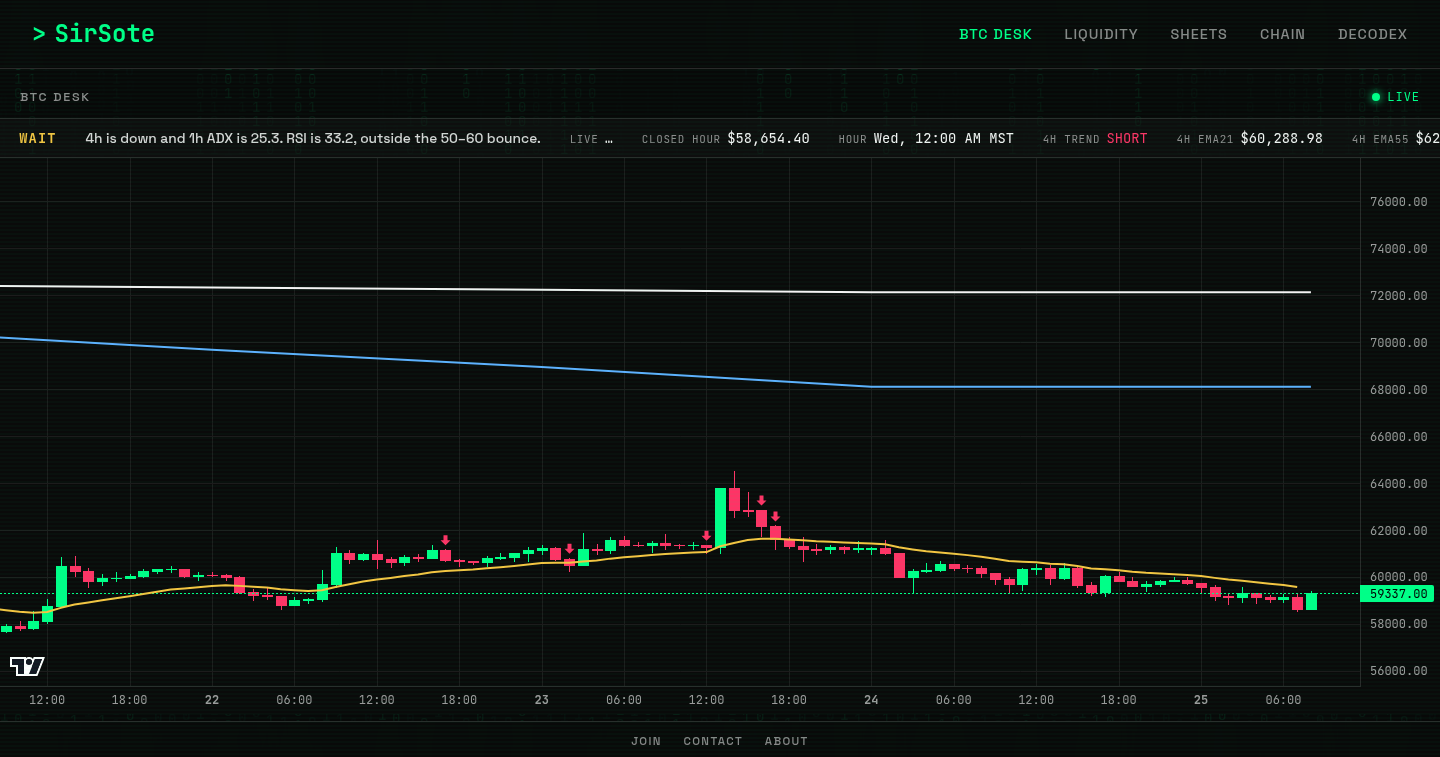 > SirSote
BTC DESK LIQUIDITY SHEETS CHAIN DECODEX
BTC DESK
LIVE
WAIT 4h is down and 1h ADX is 25.3. RSI is 33.2, outside the 50–60 bounce. LIVE … CLOSED HOUR $58,654.40 HOUR Wed, 12:00 AM MST 4H TREND SHORT 4H EMA21 $60,288.98 4H EMA55 $62
76000.00
74000.00
72000.00
70000.00
68000.00
66000.00
64000.00
62000.00
60000.00
59337.00
58000.00
56000.00
12:00 18:00 22 06:00 12:00 18:00 23 06:00 12:00 18:00 24 06:00 12:00 18:00 25 06:00
JOIN CONTACT ABOUT